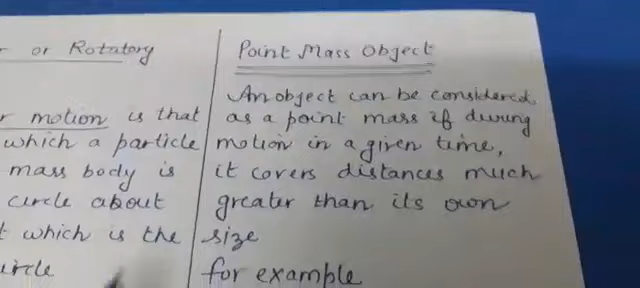 or Rotatory
motion is that
which a particle
mass body is
circle about
which is the
Point Mass Object
An object can be considered
as a point mass if during
motion in a given time,
it covers distances much
greater than its own
size
for example